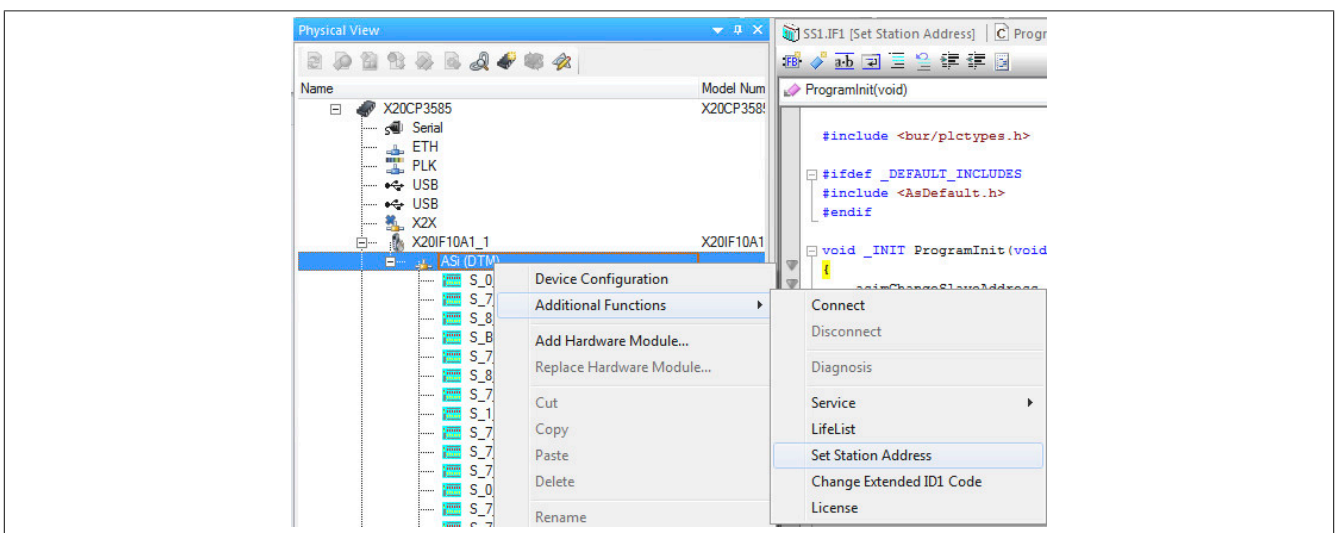 Physical View
Name
Model Num
X20CP3585
X20CP358
Serial
ETH
PLK
USB
USB
X2X
X20IF10A1_1
X20IF10A1
ASi (DTM)
S_0
S_7
S_8
S_B
S_7
S_8
S_7
S_1
S_7
S_7
S_7
S_0
S_7
Device Configuration
Additional Functions
Add Hardware Module...
Replace Hardware Module...
Cut
Copy
Paste
Delete
Rename
Connect
Disconnect
Diagnosis
Service
LifeList
Set Station Address
Change Extended ID1 Code
License
SS1.IF1 [Set Station Address]
C Progr
FB
a·b
ProgramInit(void)
#include <bur/plctypes.h>
#ifdef _DEFAULT_INCLUDES
#include <AsDefault.h>
#endif
void _INIT ProgramInit(void
{